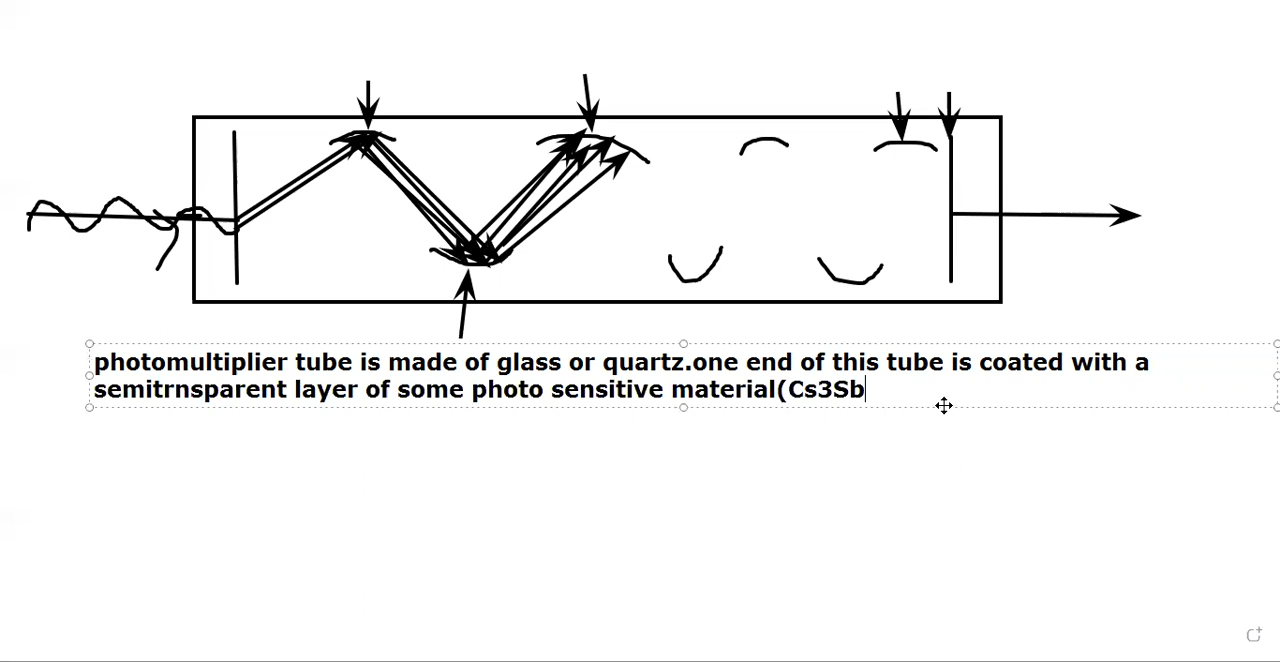 photomultiplier tube is made of glass or quartz.one end of this tube is coated with a
semitrnsparent layer of some photo sensitive material(Cs3Sb